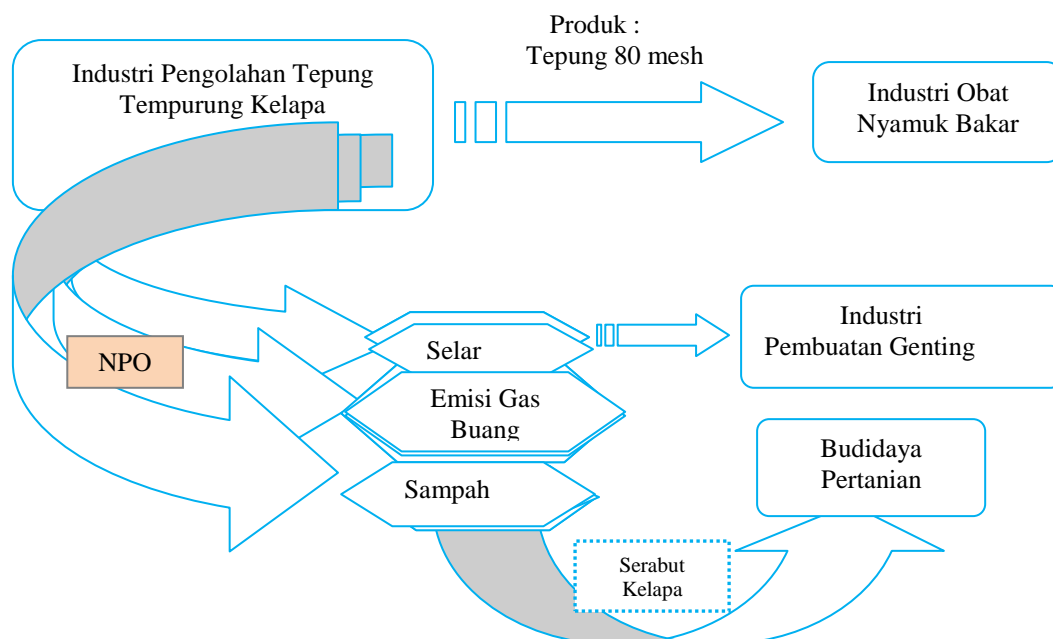 Produk :
Tepung 80 mesh
Industri Pengolahan Tepung
Tempurung Kelapa
Industri Obat
Nyamuk Bakar
NPO
Selar
Industri
Pembuatan Genting
Emisi Gas
Buang
Sampah
Budidaya
Pertanian
Serabut
Kelapa